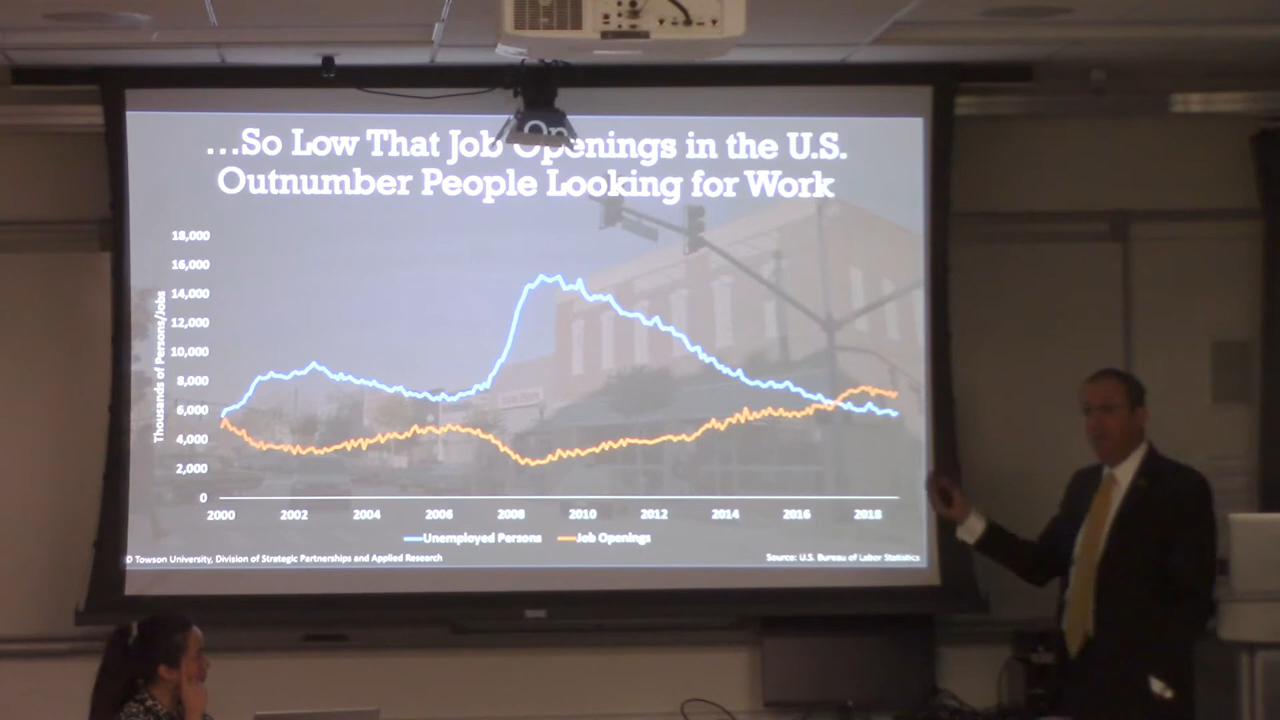 ...So Low That Job Openings in the U.S.
Outnumber People Looking for Work
18,000
16,000
14,000
12,000
10,000
8,000
6,000
4,000
2,000
0
Thousands of Persons/Jobs
2000 2002 2004 2006 2008 2010 2012 2014 2016 2018
Unemployed Persons Job Openings
© Towson University, Division of Strategic Partnerships and Applied Research Source: U.S. Bureau of Labor Statistics